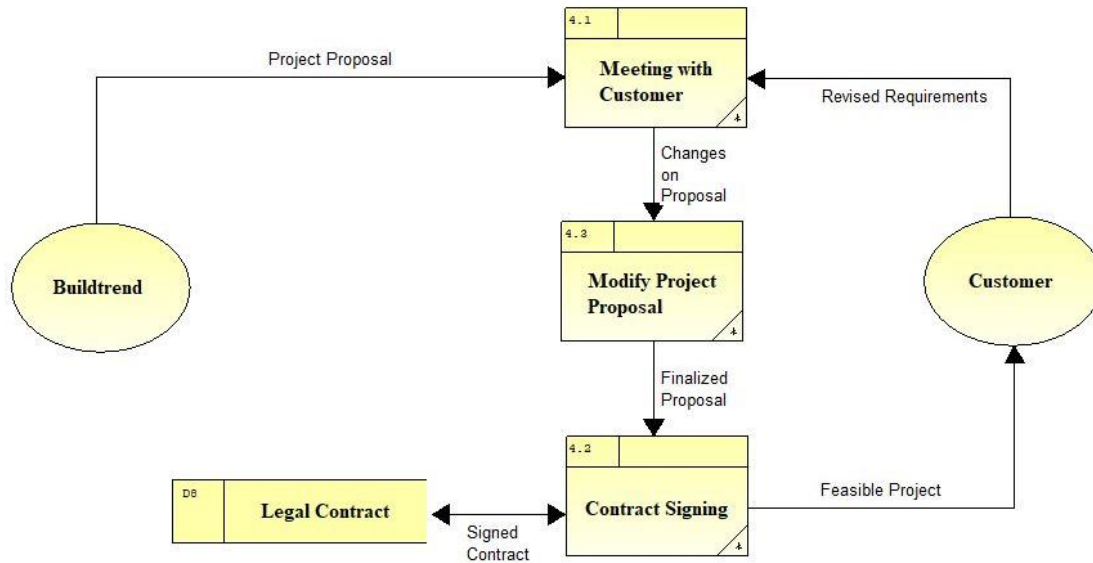 4.1
Project Proposal
Meeting with
Customer
Revised Requirements
Changes
on
Proposal
4.3
Buildtrend
Modify Project
Proposal
Customer
Finalized
Proposal
4.2
D8
Legal Contract
Signed
Contract
Contract Signing
Feasible Project